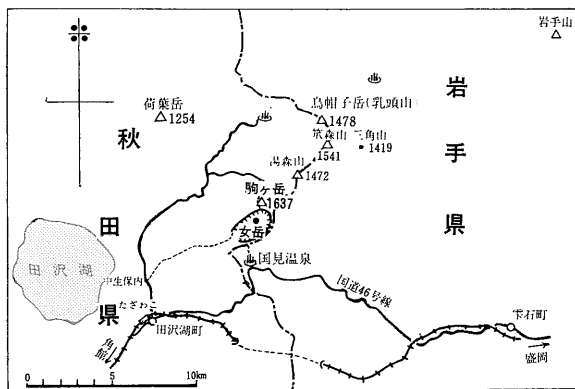 岩手山
烏帽子岳(乳頭山)
1478
荷葉岳
1254
岩手県
秋田県
三角山
1419
1541
湯森山
1472
駒ヶ岳
1637
女岳
国見温泉
田沢湖
国道46号線
中生保内
たざわこ
田沢湖町
雫石町
盛岡
角館
0
5
10km